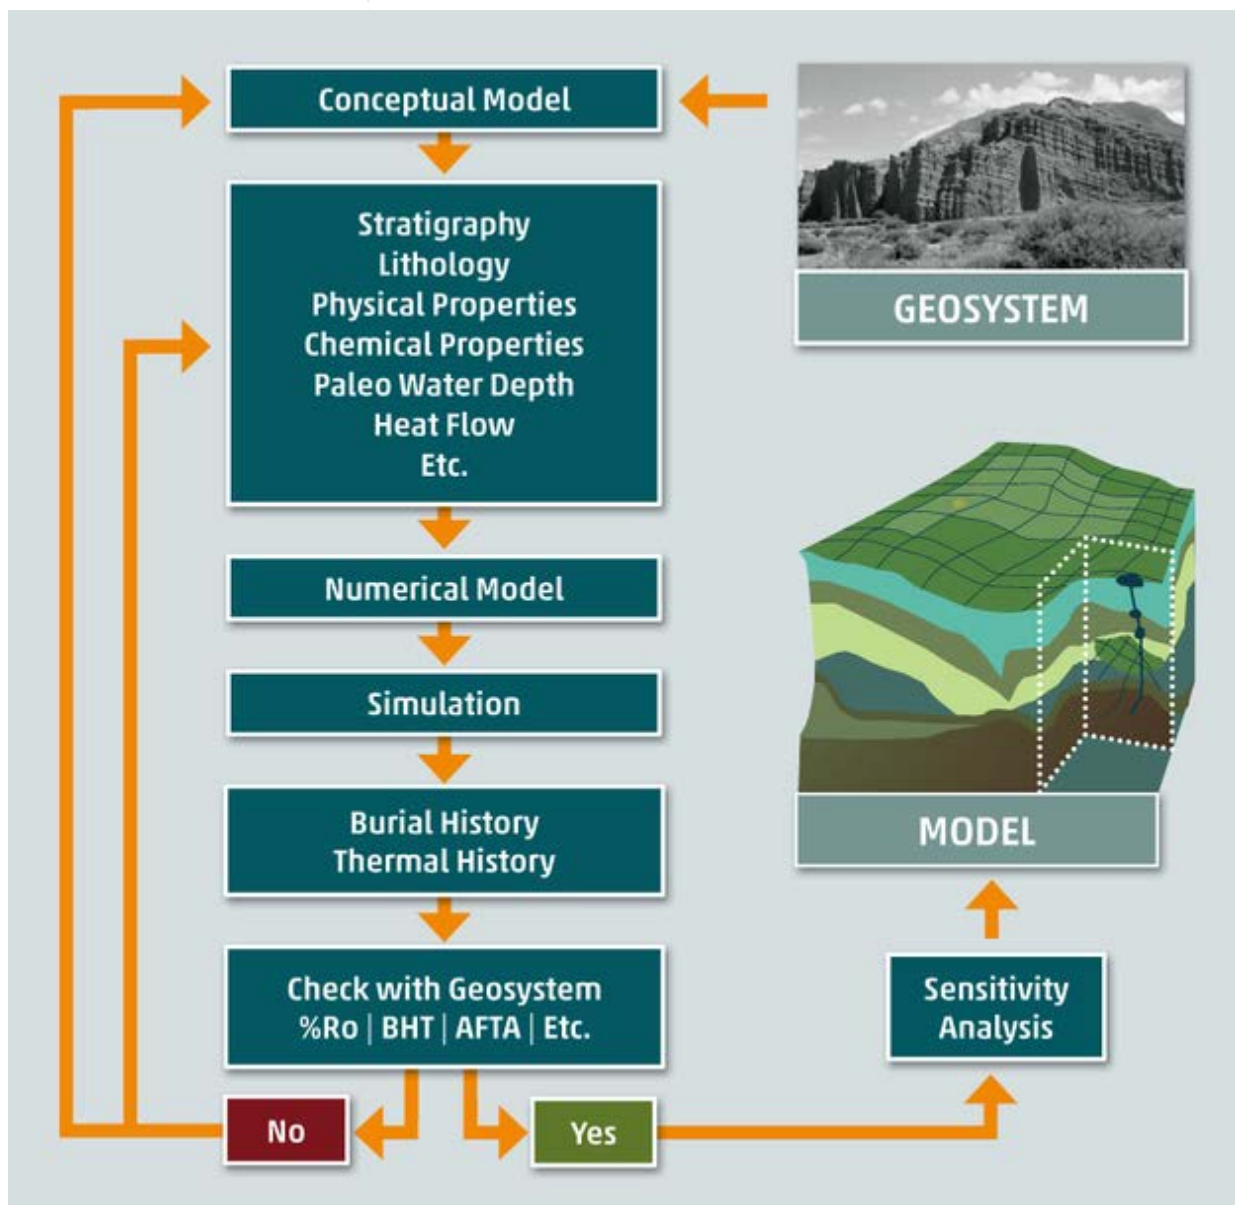 Conceptual Model
Stratigraphy
Lithology
Physical Properties
Chemical Properties
Paleo Water Depth
Heat Flow
Etc.
Numerical Model
Simulation
Burial History
Thermal History
Check with Geosystem
%Ro | BHT | AFTA | Etc.
No
Yes
GEOSYSTEM
MODEL
Sensitivity
Analysis